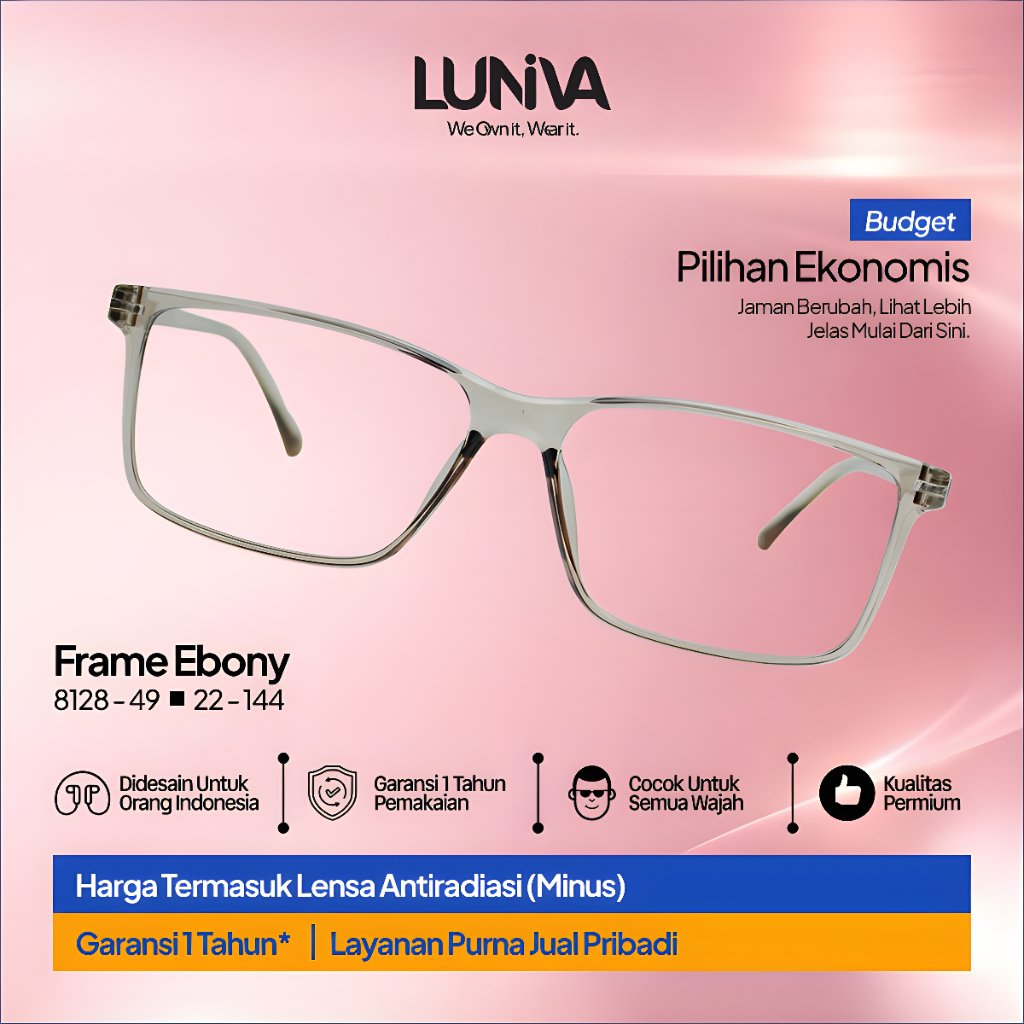 LUNiVA
We Own it, Wear it.
Budget
Pilihan Ekonomis
Jaman Berubah, Lihat Lebih
Jelas Mulai Dari Sini.
Frame Ebony
8128 - 49 ■ 22 - 144
Didesain Untuk
Orang Indonesia
Garansi 1 Tahun
Pemakaian
Cocok Untuk
Semua Wajah
Kualitas
Permium
Harga Termasuk Lensa Antiradiasi (Minus)
Garansi 1 Tahun* | Layanan Purna Jual Pribadi